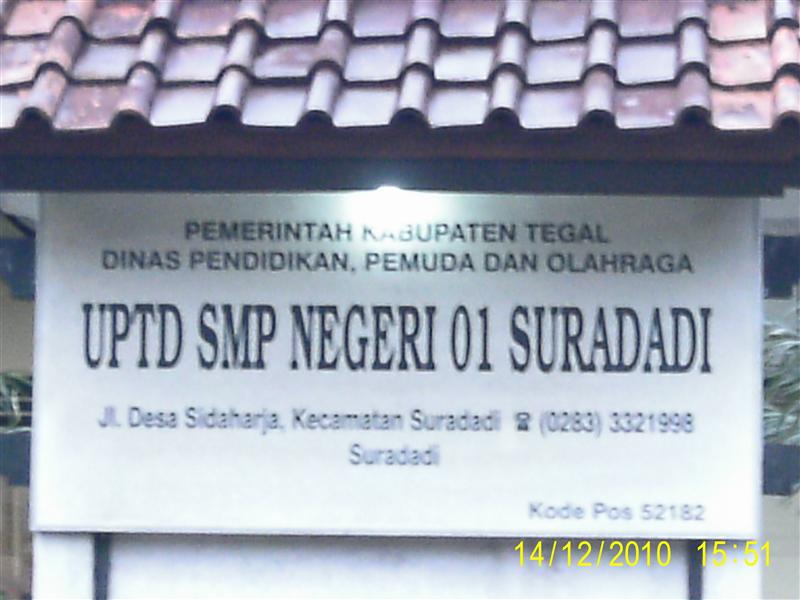 PEMERINTAH KABUPATEN TEGAL
DINAS PENDIDIKAN, PEMUDA DAN OLAHRAGA
UPTD SMP NEGERI 01 SURADADI
Jl. Desa Sidaharja, Kecamatan Suradadi ☎ (0283) 3321998
Suradadi
Kode Pos 52182
14/12/2010 15:51